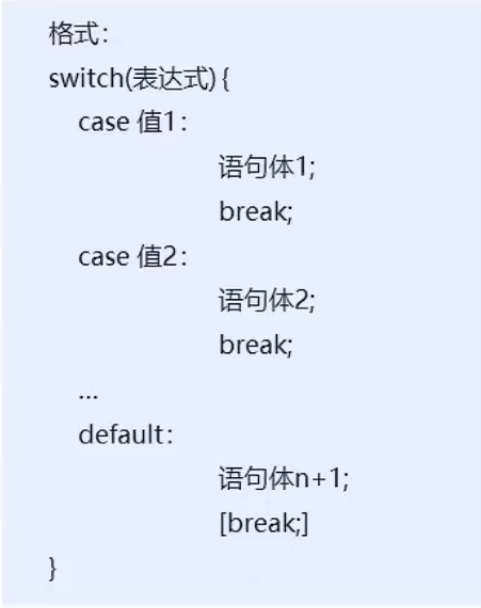 格式：
switch(表达式) {
case 值1：
语句体1;
break;
case 值2：
语句体2;
break;
...
default：
语句体n+1;
[break;]
}